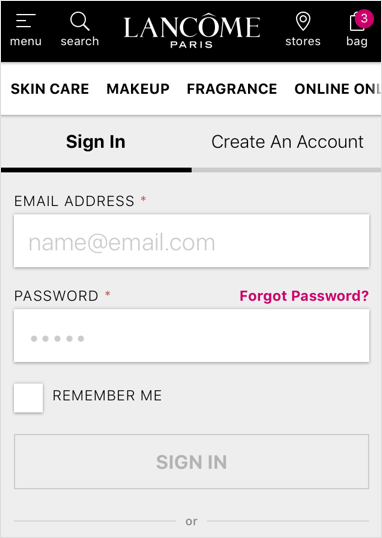 LANCÔME
PARIS
3
menu search stores bag
SKIN CARE MAKEUP FRAGRANCE ONLINE
Sign In Create An Account
EMAIL ADDRESS *
name@email.com
PASSWORD * Forgot Password?
REMEMBER ME
SIGN IN
or